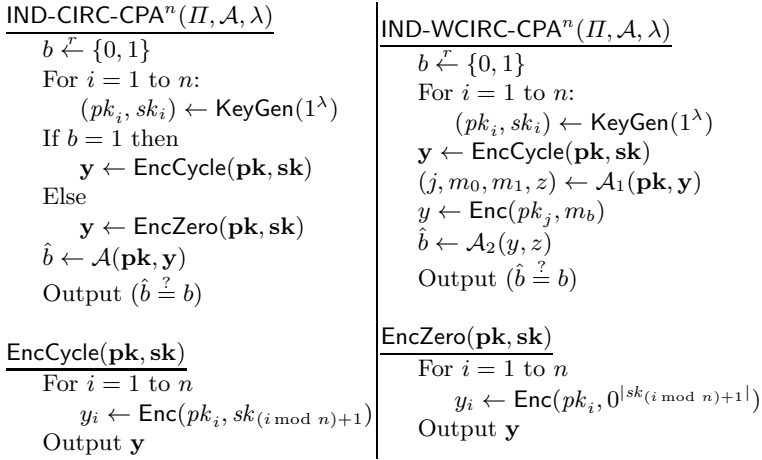 IND-CIRC-CPAⁿ(Π, 𝒜, λ)
b ←ʳ {0, 1}
For i = 1 to n:
(pk_i, sk_i) ← KeyGen(1^λ)
If b = 1 then
y ← EncCycle(pk, sk)
Else
y ← EncZero(pk, sk)
b̂ ← 𝒜(pk, y)
Output (b̂ ≟ b)
EncCycle(pk, sk)
For i = 1 to n
y_i ← Enc(pk_i, sk_{(i mod n)+1})
Output y
IND-WCIRC-CPAⁿ(Π, 𝒜, λ)
b ←ʳ {0, 1}
For i = 1 to n:
(pk_i, sk_i) ← KeyGen(1^λ)
y ← EncCycle(pk, sk)
(j, m_0, m_1, z) ← 𝒜_1(pk, y)
y ← Enc(pk_j, m_b)
b̂ ← 𝒜_2(y, z)
Output (b̂ ≟ b)
EncZero(pk, sk)
For i = 1 to n
y_i ← Enc(pk_i, 0^{|sk_{(i mod n)+1}|})
Output y